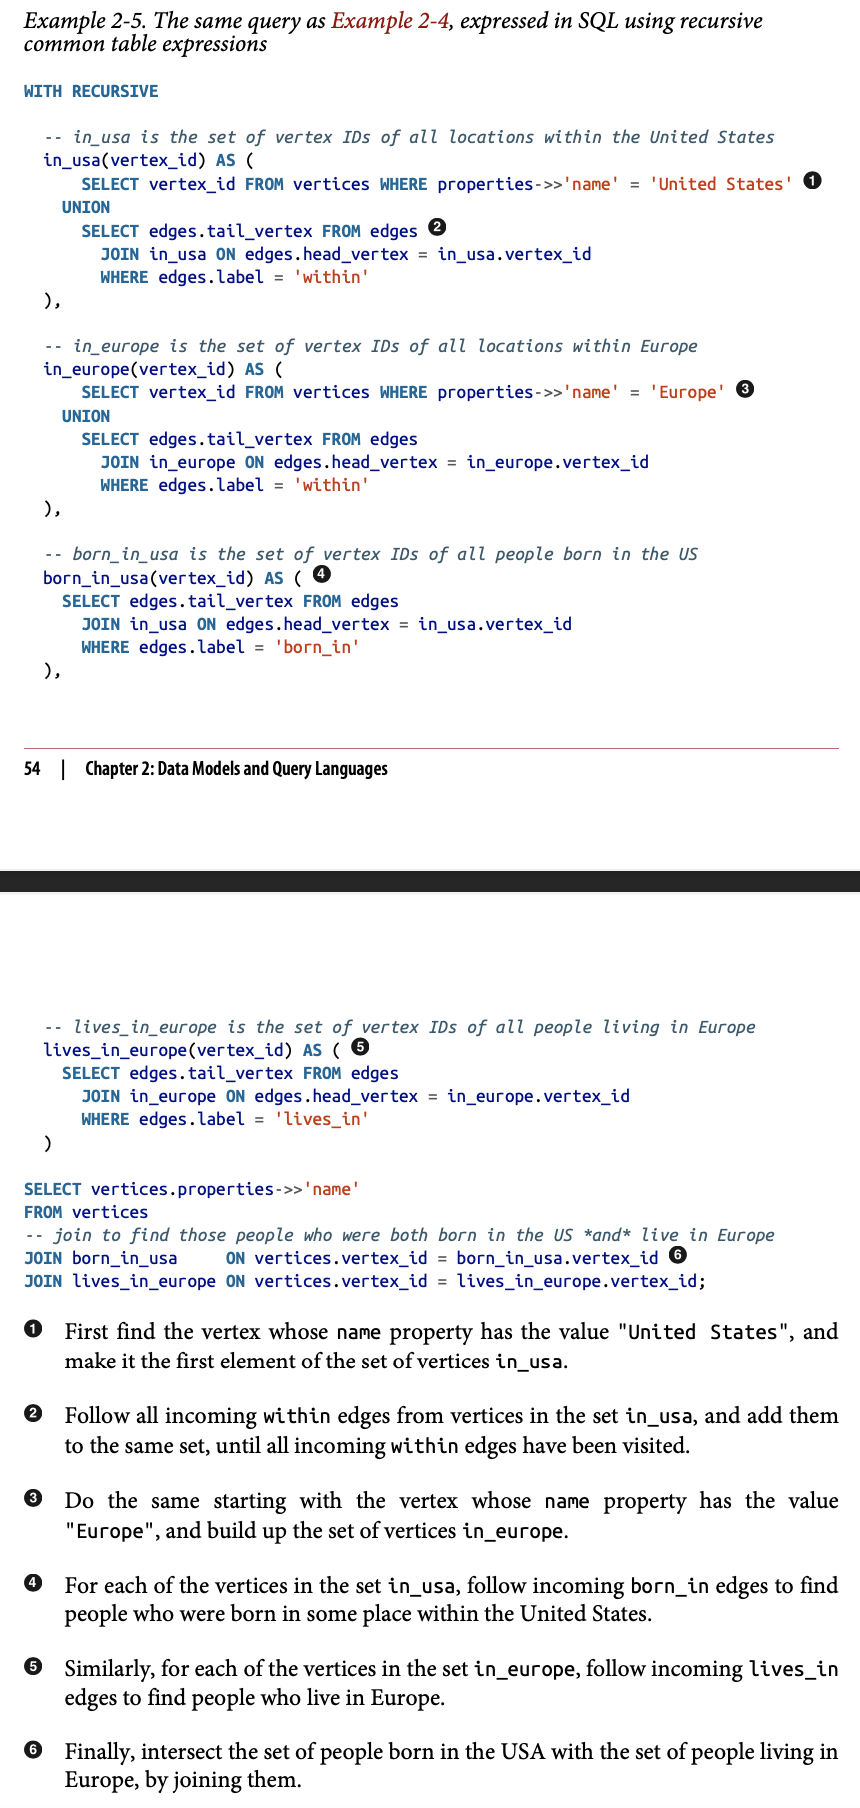 Example 2-5. The same query as Example 2-4, expressed in SQL using recursive
common table expressions
WITH RECURSIVE
-- in_usa is the set of vertex IDs of all locations within the United States
in_usa(vertex_id) AS (
SELECT vertex_id FROM vertices WHERE properties->>'name' = 'United States' ❶
UNION
SELECT edges.tail_vertex FROM edges ❷
JOIN in_usa ON edges.head_vertex = in_usa.vertex_id
WHERE edges.label = 'within'
),
-- in_europe is the set of vertex IDs of all locations within Europe
in_europe(vertex_id) AS (
SELECT vertex_id FROM vertices WHERE properties->>'name' = 'Europe' ❸
UNION
SELECT edges.tail_vertex FROM edges
JOIN in_europe ON edges.head_vertex = in_europe.vertex_id
WHERE edges.label = 'within'
),
-- born_in_usa is the set of vertex IDs of all people born in the US
born_in_usa(vertex_id) AS ( ❹
SELECT edges.tail_vertex FROM edges
JOIN in_usa ON edges.head_vertex = in_usa.vertex_id
WHERE edges.label = 'born_in'
),
54 | Chapter 2: Data Models and Query Languages
-- lives_in_europe is the set of vertex IDs of all people living in Europe
lives_in_europe(vertex_id) AS ( ❺
SELECT edges.tail_vertex FROM edges
JOIN in_europe ON edges.head_vertex = in_europe.vertex_id
WHERE edges.label = 'lives_in'
)
SELECT vertices.properties->>'name'
FROM vertices
-- join to find those people who were both born in the US *and* live in Europe
JOIN born_in_usa ON vertices.vertex_id = born_in_usa.vertex_id ❻
JOIN lives_in_europe ON vertices.vertex_id = lives_in_europe.vertex_id;
❶ First find the vertex whose name property has the value "United States", and
make it the first element of the set of vertices in_usa.
❷ Follow all incoming within edges from vertices in the set in_usa, and add them
to the same set, until all incoming within edges have been visited.
❸ Do the same starting with the vertex whose name property has the value
"Europe", and build up the set of vertices in_europe.
❹ For each of the vertices in the set in_usa, follow incoming born_in edges to find
people who were born in some place within the United States.
❺ Similarly, for each of the vertices in the set in_europe, follow incoming lives_in
edges to find people who live in Europe.
❻ Finally, intersect the set of people born in the USA with the set of people living in
Europe, by joining them.